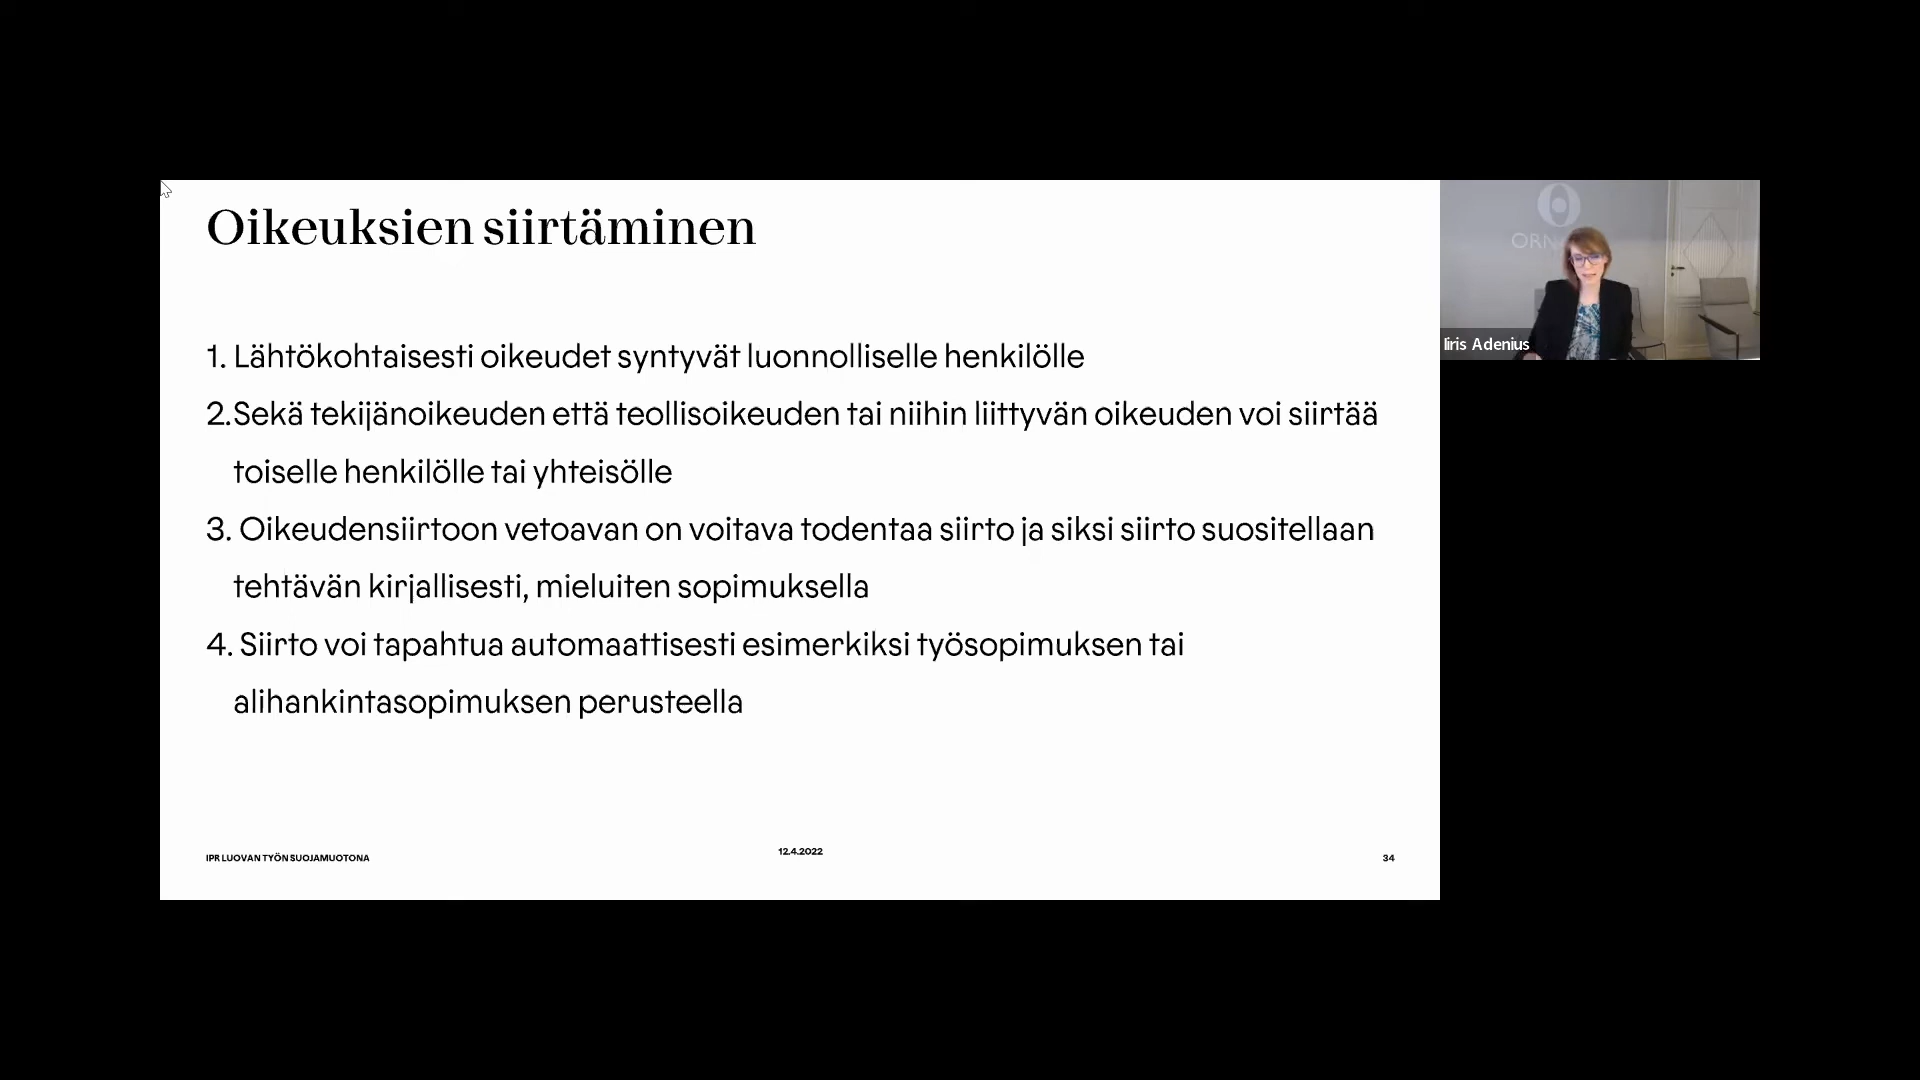 Oikeuksien siirtäminen
1. Lähtökohtaisesti oikeudet syntyvät luonnolliselle henkilölle
2.Sekä tekijänoikeuden että teollisoikeuden tai niihin liittyvän oikeuden voi siirtää
toiselle henkilölle tai yhteisölle
3. Oikeudensiirtoon vetoavan on voitava todentaa siirto ja siksi siirto suositellaan
tehtävän kirjallisesti, mieluiten sopimuksella
4. Siirto voi tapahtua automaattisesti esimerkiksi työsopimuksen tai
alihankintasopimuksen perusteella
IPR LUOVAN TYÖN SUOJAMUOTONA
12.4.2022
34
Iiris Adenius